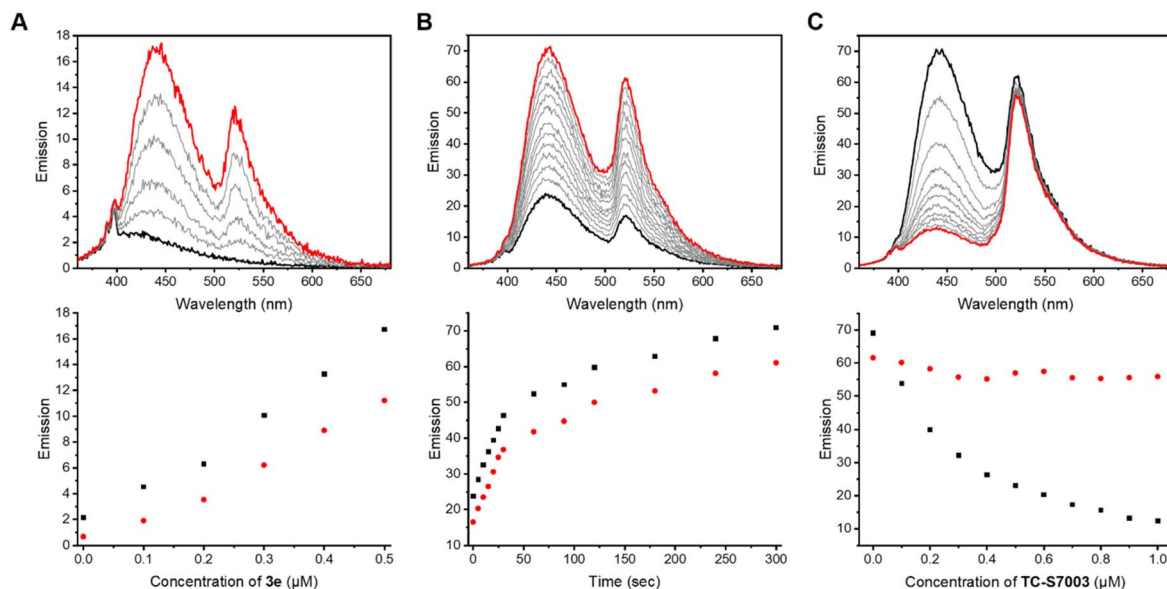 A
18
16
14
12
10
8
6
4
2
0
Emission
400 450 500 550 600 650
Wavelength (nm)
B
70
60
50
40
30
20
10
0
Emission
400 450 500 550 600 650
Wavelength (nm)
C
70
60
50
40
30
20
10
0
Emission
400 450 500 550 600 650
Wavelength (nm)
18
16
14
12
10
8
6
4
2
0
Emission
0.0 0.1 0.2 0.3 0.4 0.5
Concentration of 3e (μM)
70
60
50
40
30
20
10
Emission
0 50 100 150 200 250 300
Time (sec)
70
60
50
40
30
20
10
Emission
0.0 0.2 0.4 0.6 0.8 1.0
Concentration of TC-S7003 (μM)